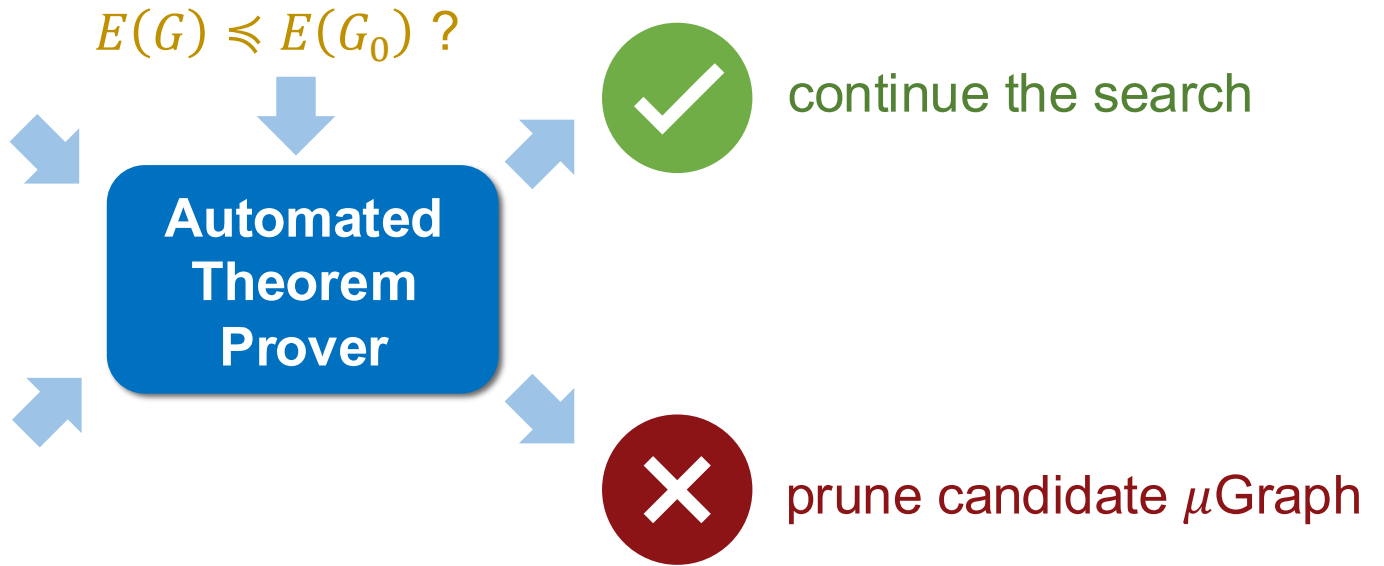 E(G) ≼ E(G₀) ?
continue the search
Automated
Theorem
Prover
prune candidate μGraph